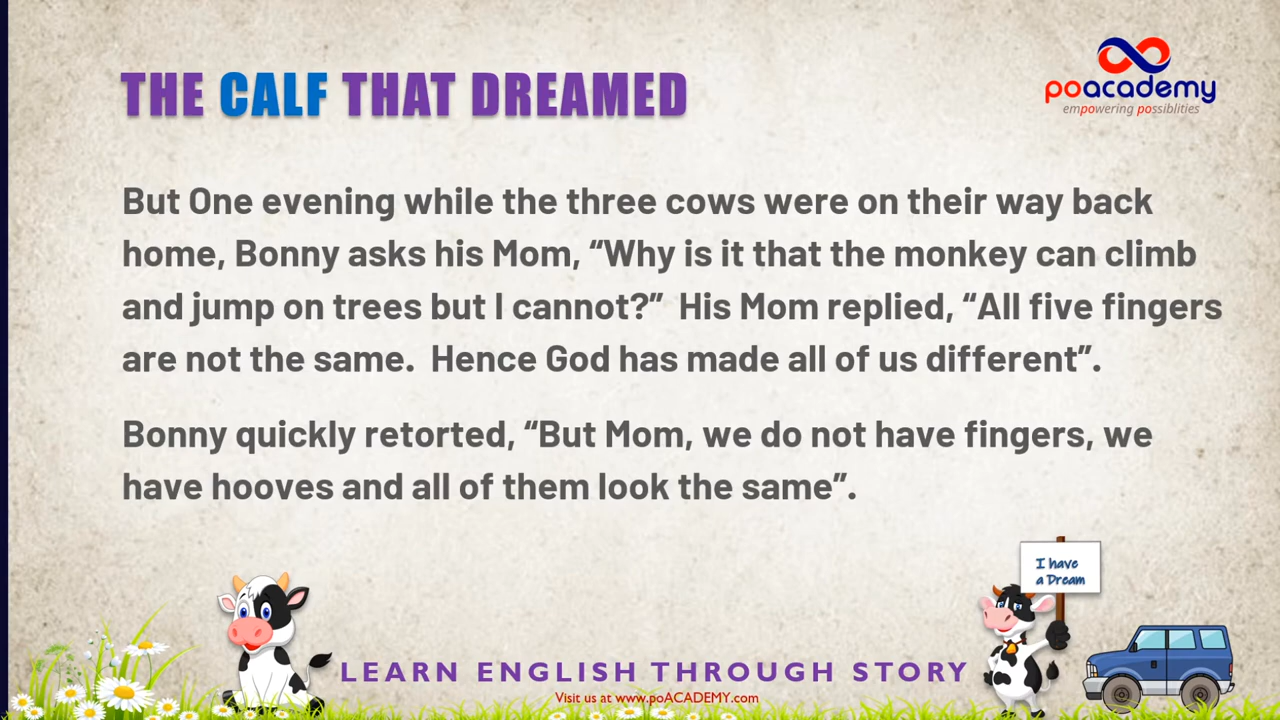 THE CALF THAT DREAMED
poacademy
empowering possiblities
But One evening while the three cows were on their way back
home, Bonny asks his Mom, “Why is it that the monkey can climb
and jump on trees but I cannot?”  His Mom replied, “All five fingers
are not the same.  Hence God has made all of us different”.
Bonny quickly retorted, “But Mom, we do not have fingers, we
have hooves and all of them look the same”.
I have
a Dream
LEARN ENGLISH THROUGH STORY
Visit us at www.poACADEMY.com